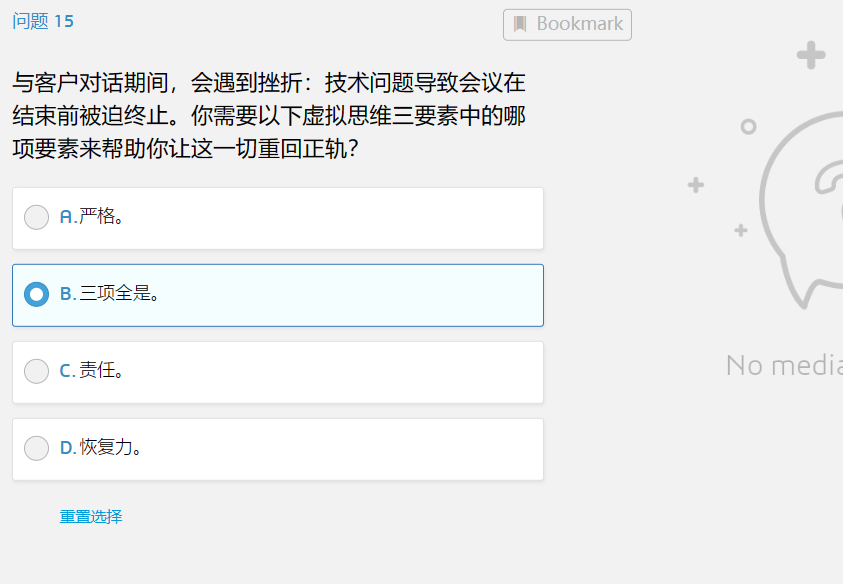 问题 15
Bookmark
与客户对话期间，会遇到挫折：技术问题导致会议在
结束前被迫终止。你需要以下虚拟思维三要素中的哪
项要素来帮助你让这一切重回正轨？
A.严格。
B.三项全是。
C.责任。
D.恢复力。
No media
重置选择